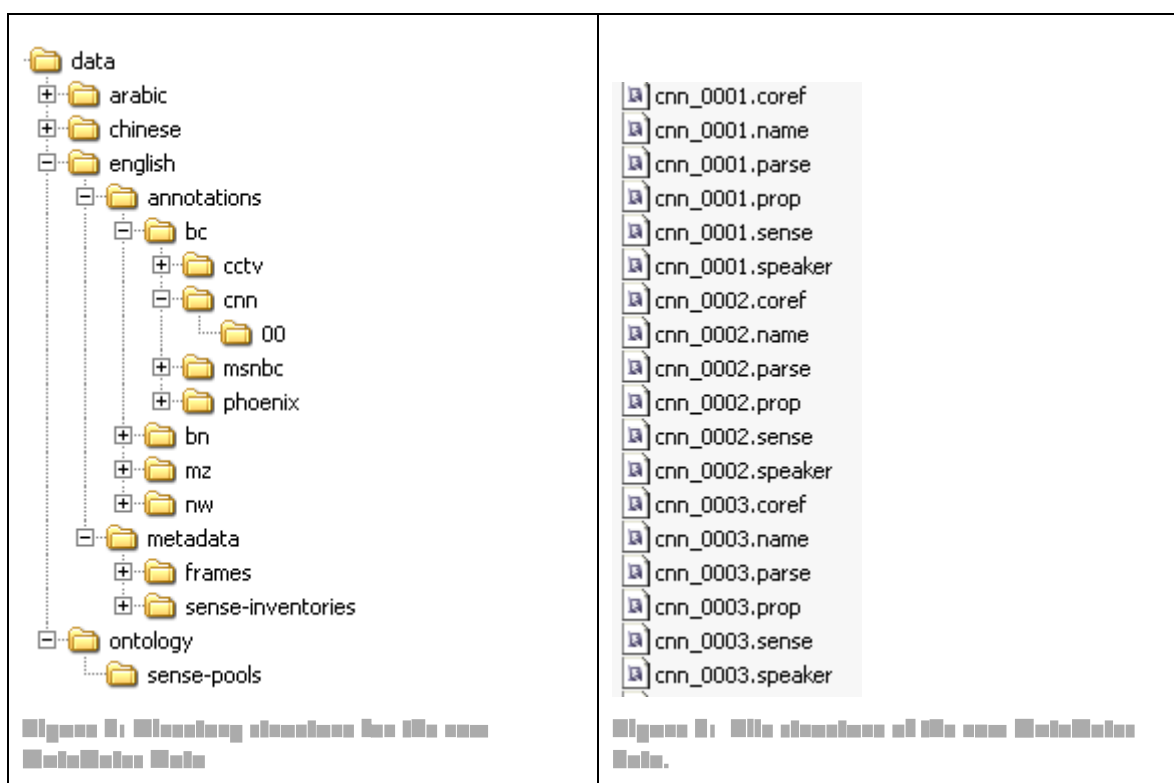 data
arabic
chinese
english
annotations
bc
cctv
cnn
00
msnbc
phoenix
bn
mz
nw
metadata
frames
sense-inventories
ontology
sense-pools
cnn_0001.coref
cnn_0001.name
cnn_0001.parse
cnn_0001.prop
cnn_0001.sense
cnn_0001.speaker
cnn_0002.coref
cnn_0002.name
cnn_0002.parse
cnn_0002.prop
cnn_0002.sense
cnn_0002.speaker
cnn_0003.coref
cnn_0003.name
cnn_0003.parse
cnn_0003.prop
cnn_0003.sense
cnn_0003.speaker